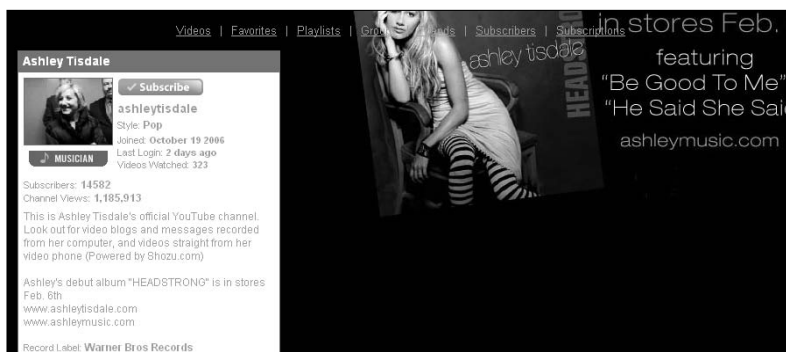 Videos | Favorites | Playlists | Groups | Friends | Subscribers | Subscriptions
in stores Feb.
featuring
"Be Good To Me"
"He Said She Said
ashleymusic.com
ashley tisdale
HEADSTRONG
Ashley Tisdale
Subscribe
ashleytisdale
Style: Pop
Joined: October 19 2006
Last Login: 2 days ago
Videos Watched: 323
MUSICIAN
Subscribers: 14582
Channel Views: 1,185,913
This is Ashley Tisdale's official YouTube channel.
Look out for video blogs and messages recorded
from her computer, and videos straight from her
video phone (Powered by Shozu.com)
Ashley's debut album "HEADSTRONG" is in stores
Feb. 6th
www.ashleytisdale.com
www.ashleymusic.com
Record Label: Warner Bros Records